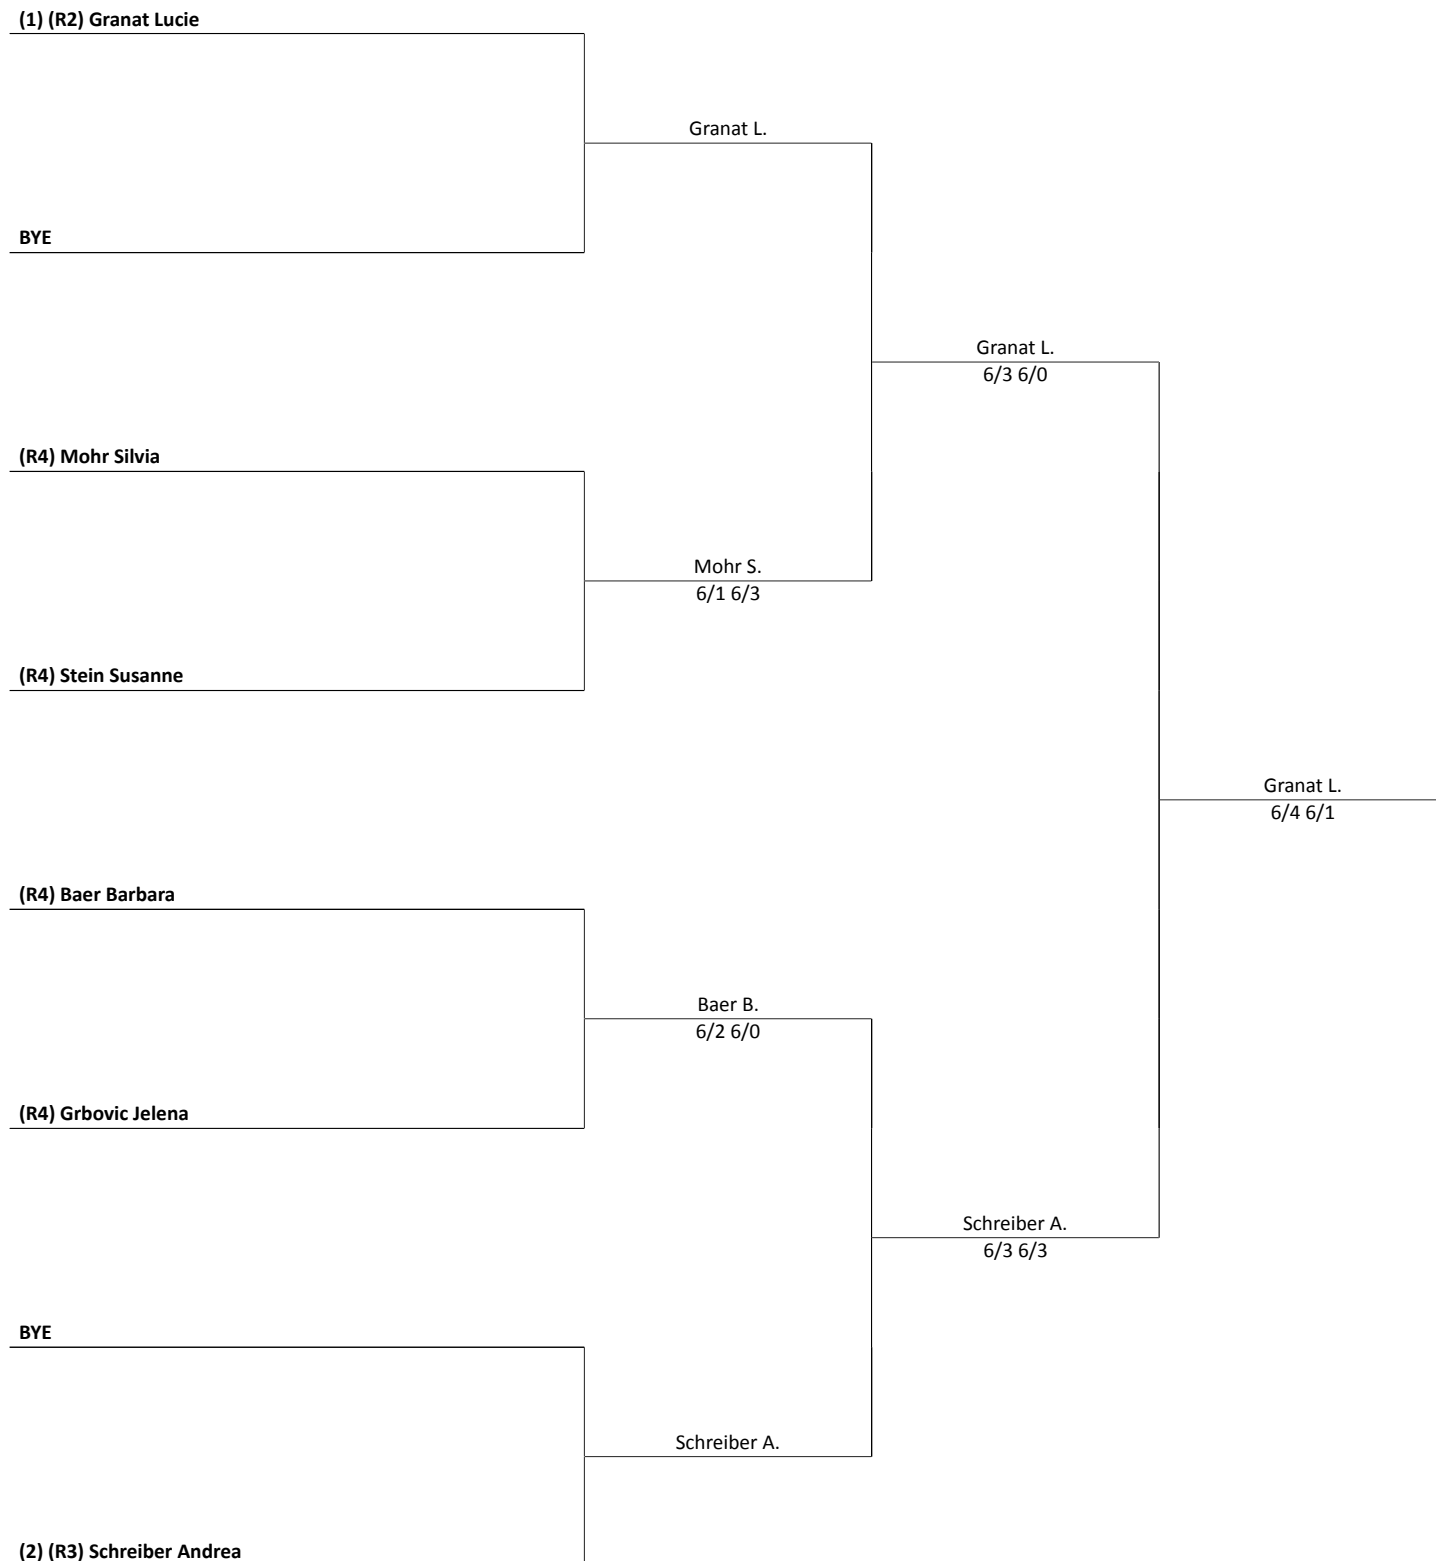 (1) (R2) Granat Lucie
Granat L.
BYE
Granat L.
6/3 6/0
(R4) Mohr Silvia
Mohr S.
6/1 6/3
(R4) Stein Susanne
Granat L.
6/4 6/1
(R4) Baer Barbara
Baer B.
6/2 6/0
(R4) Grbovic Jelena
Schreiber A.
6/3 6/3
BYE
Schreiber A.
(2) (R3) Schreiber Andrea